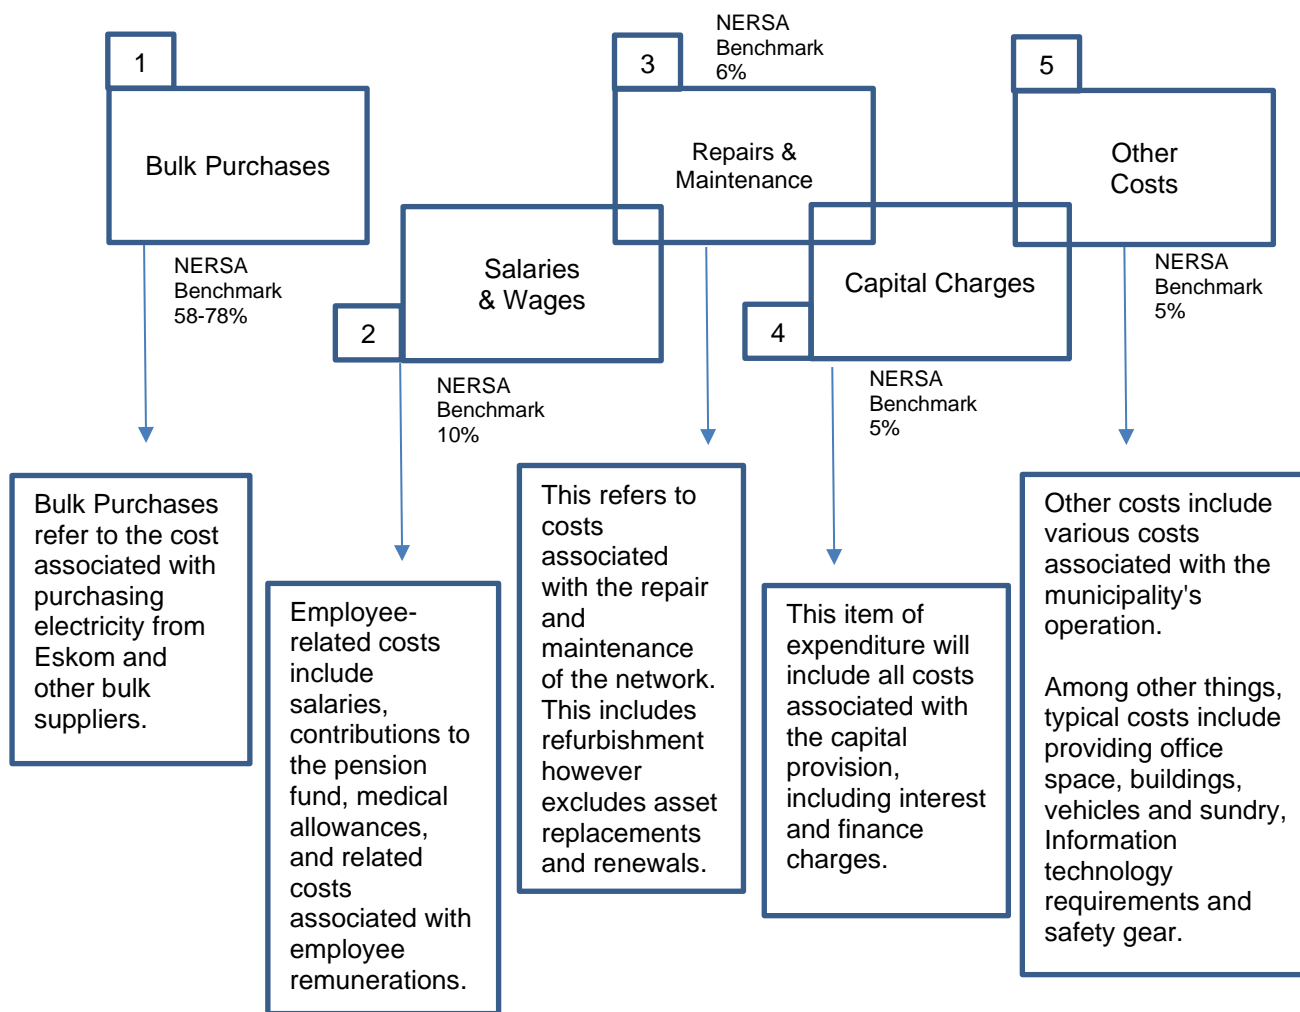 1
Bulk Purchases
NERSA
Benchmark
58-78%
Bulk Purchases
refer to the cost
associated with
purchasing
electricity from
Eskom and
other bulk
suppliers.
2
Salaries
& Wages
NERSA
Benchmark
10%
Employee-
related costs
include
salaries,
contributions to
the pension
fund, medical
allowances,
and related
costs
associated with
employee
remunerations.
3
NERSA
Benchmark
6%
Repairs &
Maintenance
This refers to
costs
associated
with the repair
and
maintenance
of the network.
This includes
refurbishment
however
excludes asset
replacements
and renewals.
4
Capital Charges
NERSA
Benchmark
5%
This item of
expenditure will
include all costs
associated with
the capital
provision,
including interest
and finance
charges.
5
Other
Costs
NERSA
Benchmark
5%
Other costs include
various costs
associated with the
municipality's
operation.
Among other things,
typical costs include
providing office
space, buildings,
vehicles and sundry,
Information
technology
requirements and
safety gear.